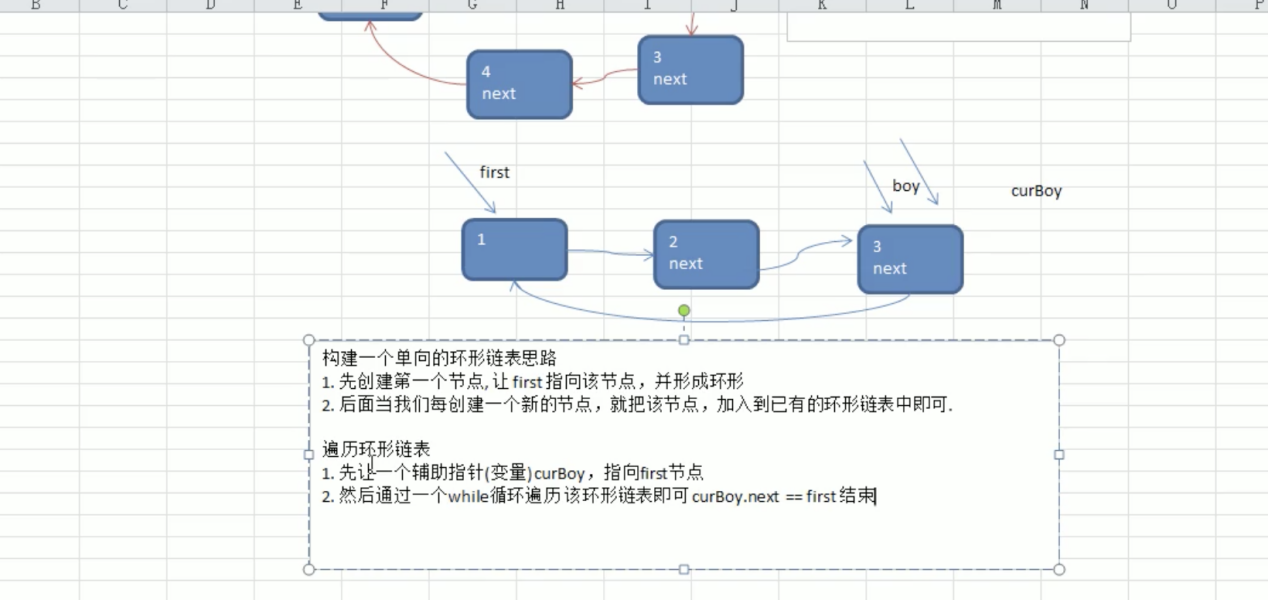 B C D E F G H I J K L M N O P
4
next
3
next
first
boy
curBoy
1
2
next
3
next
构建一个单向的环形链表思路
1. 先创建第一个节点, 让 first 指向该节点，并形成环形
2. 后面当我们每创建一个新的节点，就把该节点，加入到已有的环形链表中即可.
遍历环形链表
1. 先让一个辅助指针(变量) curBoy，指向first节点
2. 然后通过一个while循环遍历该环形链表即可 curBoy.next == first 结束